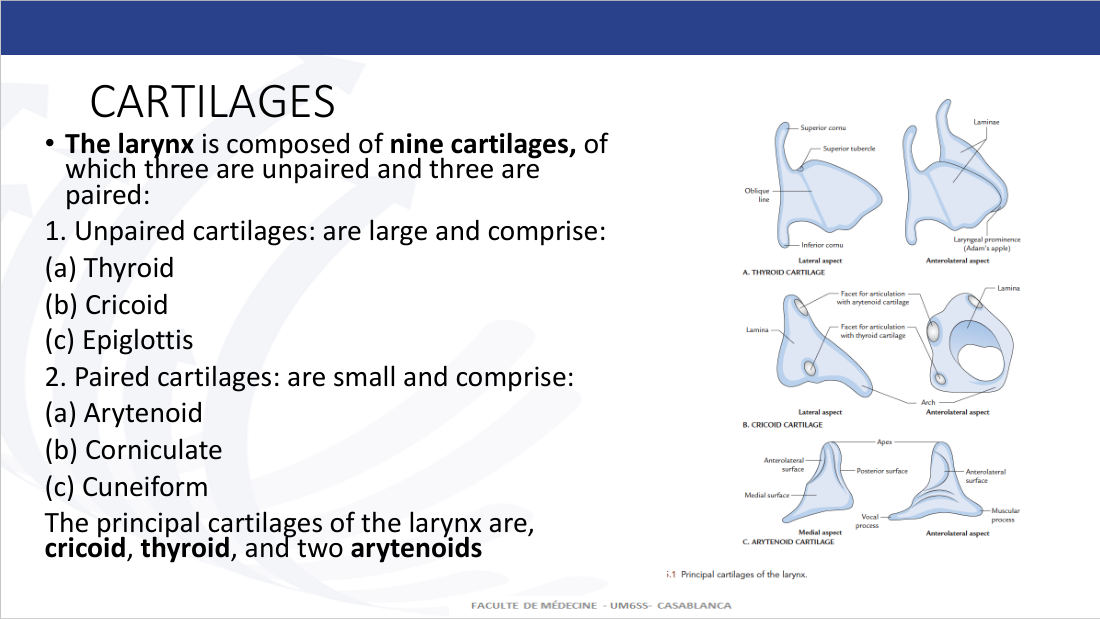 CARTILAGES
• The larynx is composed of nine cartilages, of
which three are unpaired and three are
paired:
1. Unpaired cartilages: are large and comprise:
(a) Thyroid
(b) Cricoid
(c) Epiglottis
2. Paired cartilages: are small and comprise:
(a) Arytenoid
(b) Corniculate
(c) Cuneiform
The principal cartilages of the larynx are,
cricoid, thyroid, and two arytenoids
Superior cornu
Superior tubercle
Oblique
line
Inferior cornu
Lateral aspect
Laminae
Laryngeal prominence
(Adam's apple)
Anterolateral aspect
A. THYROID CARTILAGE
Facet for articulation
with arytenoid cartilage
Lamina
Lamina
Facet for articulation
with thyroid cartilage
Arch
Lateral aspect
Anterolateral aspect
B. CRICOID CARTILAGE
Apex
Anterolateral
surface
Posterior surface
Anterolateral
surface
Medial surface
Vocal
process
Muscular
process
Medial aspect
Anterolateral aspect
C. ARYTENOID CARTILAGE
i.1 Principal cartilages of the larynx.
FACULTE DE MÉDECINE - UM6SS- CASABLANCA